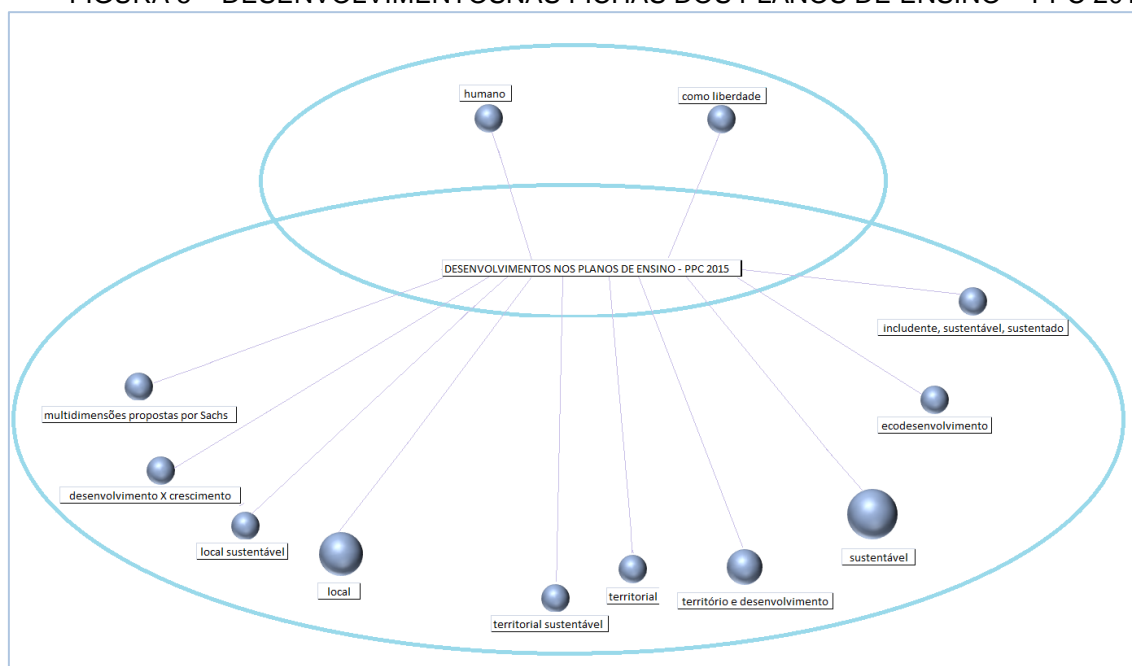 humano
como liberdade
DESENVOLVIMENTOS NOS PLANOS DE ENSINO - PPC 2015
includente, sustentável, sustentado
multidimensões propostas por Sachs
ecodesenvolvimento
desenvolvimento X crescimento
local sustentável
sustentável
local
territorial
território e desenvolvimento
territorial sustentável